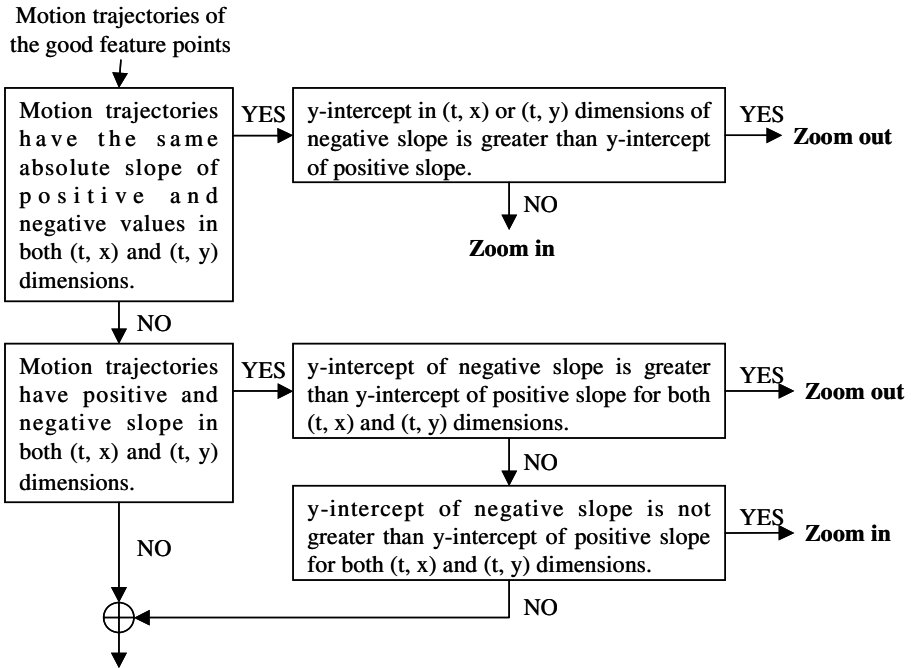 Motion trajectories of
the good feature points
Motion trajectories
have the same
absolute slope of
positive and
negative values in
both (t, x) and (t, y)
dimensions.
YES
y-intercept in (t, x) or (t, y) dimensions of
negative slope is greater than y-intercept
of positive slope.
YES
Zoom out
NO
Zoom in
NO
Motion trajectories
have positive and
negative slope in
both (t, x) and (t, y)
dimensions.
YES
y-intercept of negative slope is greater
than y-intercept of positive slope for both
(t, x) and (t, y) dimensions.
YES
Zoom out
NO
y-intercept of negative slope is not
greater than y-intercept of positive slope
for both (t, x) and (t, y) dimensions.
YES
Zoom in
NO
NO